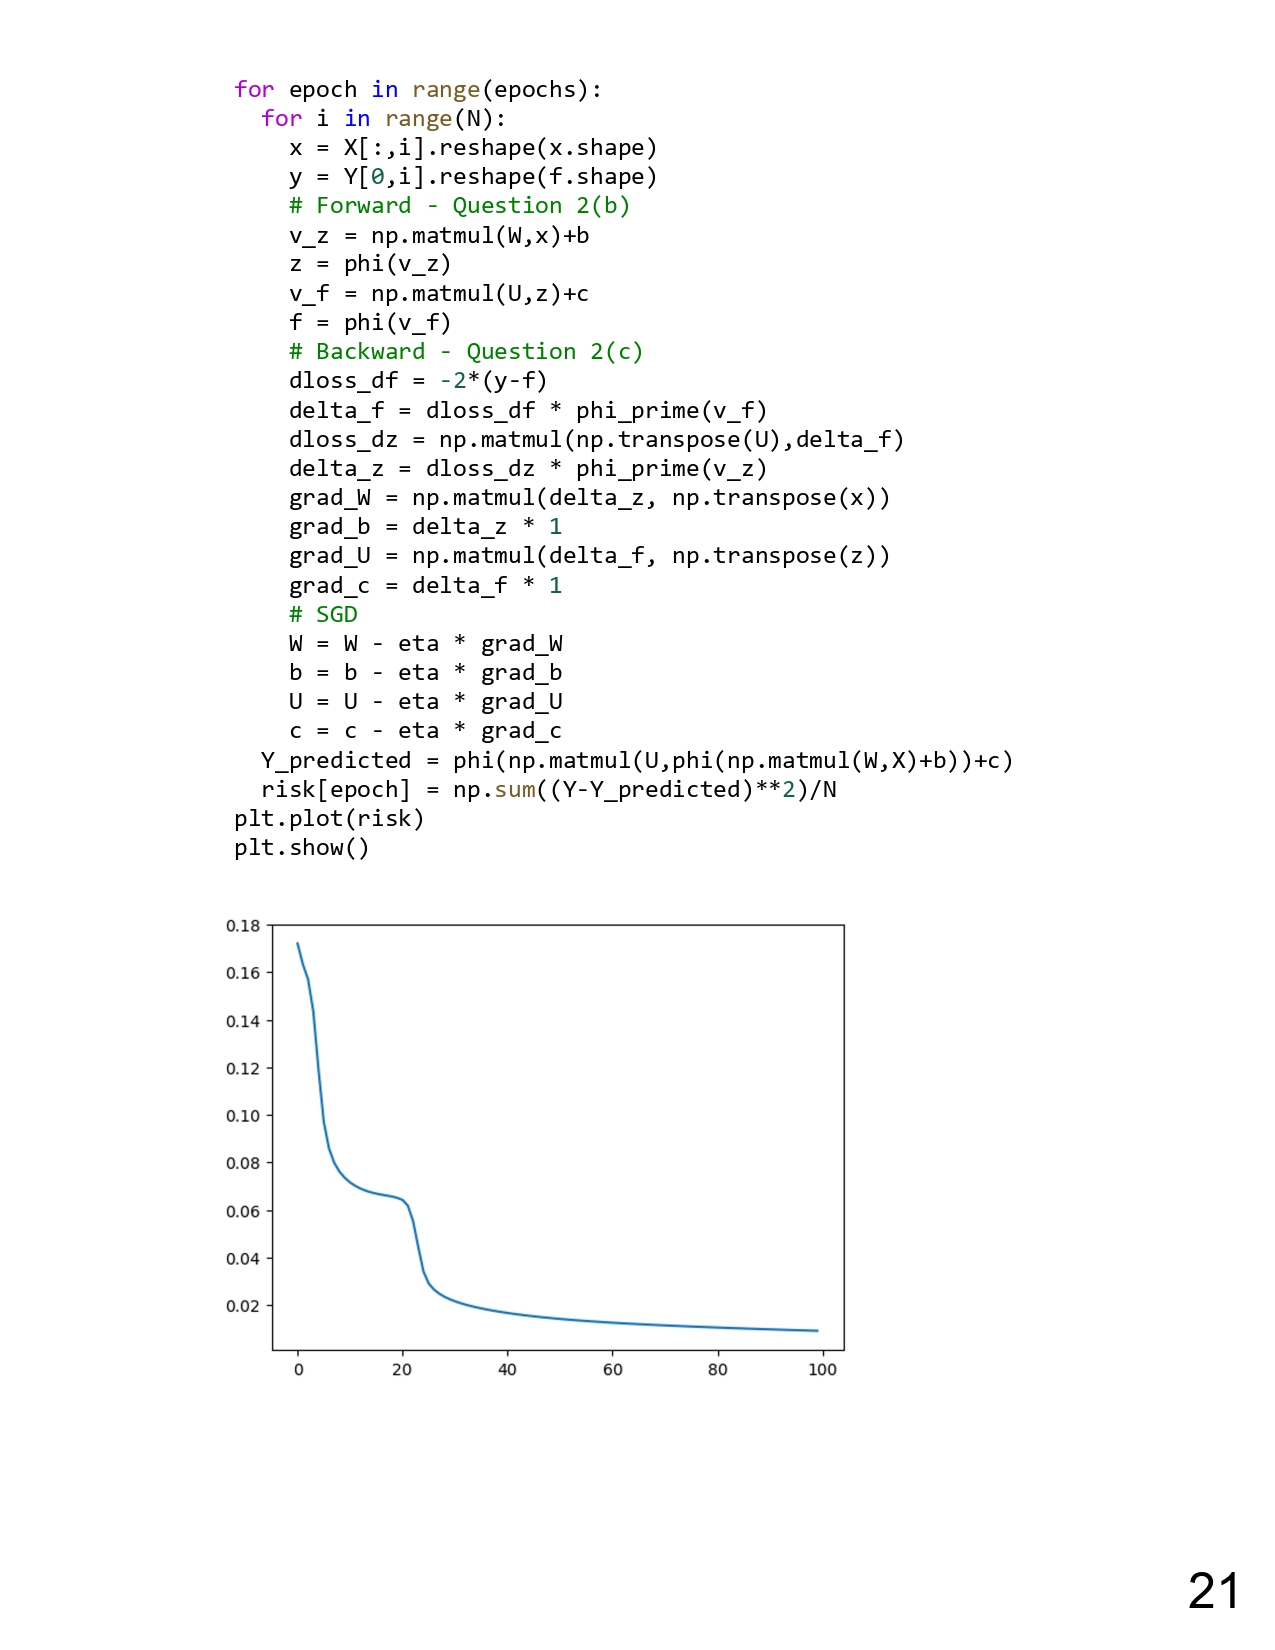 for epoch in range(epochs):
  for i in range(N):
    x = X[:,i].reshape(x.shape)
    y = Y[0,i].reshape(f.shape)
    # Forward - Question 2(b)
    v_z = np.matmul(W,x)+b
    z = phi(v_z)
    v_f = np.matmul(U,z)+c
    f = phi(v_f)
    # Backward - Question 2(c)
    dloss_df = -2*(y-f)
    delta_f = dloss_df * phi_prime(v_f)
    dloss_dz = np.matmul(np.transpose(U),delta_f)
    delta_z = dloss_dz * phi_prime(v_z)
    grad_W = np.matmul(delta_z, np.transpose(x))
    grad_b = delta_z * 1
    grad_U = np.matmul(delta_f, np.transpose(z))
    grad_c = delta_f * 1
    # SGD
    W = W - eta * grad_W
    b = b - eta * grad_b
    U = U - eta * grad_U
    c = c - eta * grad_c
  Y_predicted = phi(np.matmul(U,phi(np.matmul(W,X)+b))+c)
  risk[epoch] = np.sum((Y-Y_predicted)**2)/N
plt.plot(risk)
plt.show()
0.18
0.16
0.14
0.12
0.10
0.08
0.06
0.04
0.02
0 20 40 60 80 100
21